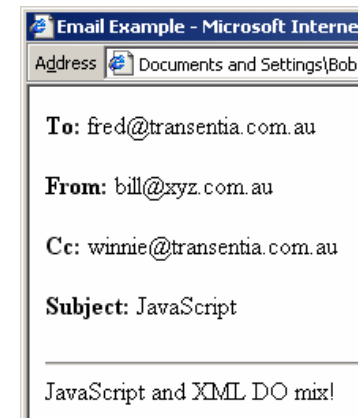 Email Example - Microsoft Interne
Address Documents and Settings\Bob
To: fred@transentia.com.au
From: bill@xyz.com.au
Cc: winnie@transentia.com.au
Subject: JavaScript
JavaScript and XML DO mix!